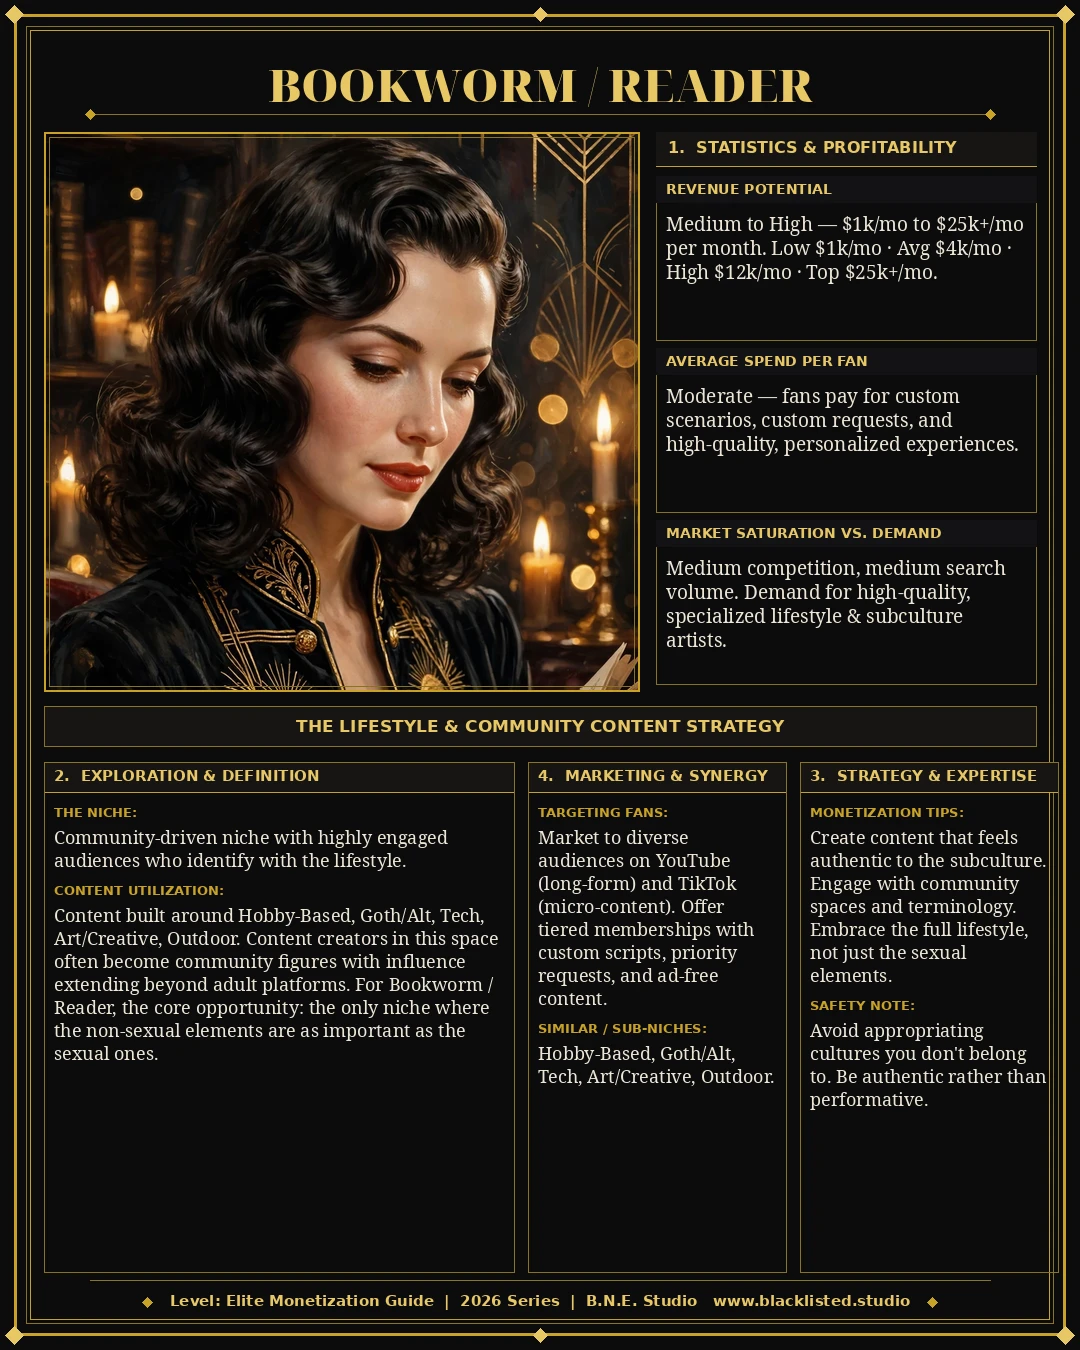 BOOKWORM / READER
1. STATISTICS & PROFITABILITY
REVENUE POTENTIAL
Medium to High — $1k/mo to $25k+/mo
per month. Low $1k/mo · Avg $4k/mo ·
High $12k/mo · Top $25k+/mo.
AVERAGE SPEND PER FAN
Moderate — fans pay for custom
scenarios, custom requests, and
high-quality, personalized experiences.
MARKET SATURATION VS. DEMAND
Medium competition, medium search
volume. Demand for high-quality,
specialized lifestyle & subculture
artists.
THE LIFESTYLE & COMMUNITY CONTENT STRATEGY
2. EXPLORATION & DEFINITION
THE NICHE:
Community-driven niche with highly engaged
audiences who identify with the lifestyle.
CONTENT UTILIZATION:
Content built around Hobby-Based, Goth/Alt, Tech,
Art/Creative, Outdoor. Content creators in this space
often become community figures with influence
extending beyond adult platforms. For Bookworm /
Reader, the core opportunity: the only niche where
the non-sexual elements are as important as the
sexual ones.
4. MARKETING & SYNERGY
TARGETING FANS:
Market to diverse
audiences on YouTube
(long-form) and TikTok
(micro-content). Offer
tiered memberships with
custom scripts, priority
requests, and ad-free
content.
SIMILAR / SUB-NICHES:
Hobby-Based, Goth/Alt,
Tech, Art/Creative, Outdoor.
3. STRATEGY & EXPERTISE
MONETIZATION TIPS:
Create content that feels
authentic to the subculture.
Engage with community
spaces and terminology.
Embrace the full lifestyle,
not just the sexual
elements.
SAFETY NOTE:
Avoid appropriating
cultures you don't belong
to. Be authentic rather than
performative.
Level: Elite Monetization Guide | 2026 Series | B.N.E. Studio www.blacklisted.studio